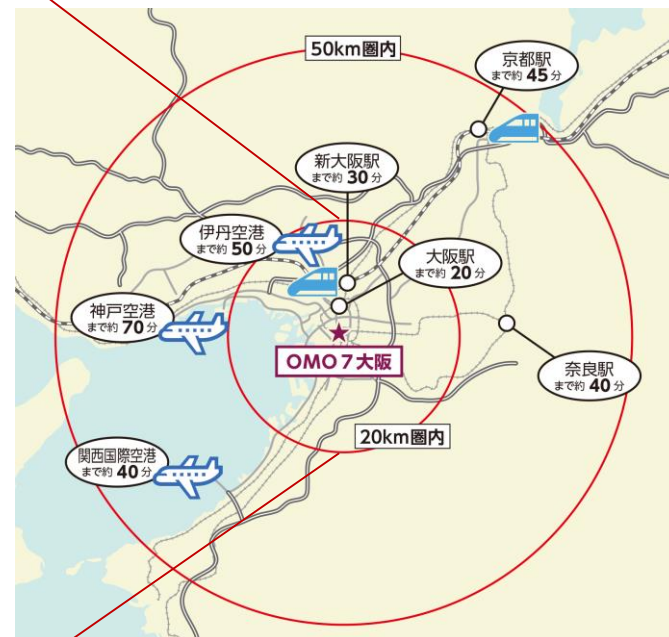 50km圏内
京都駅
まで約 45 分
新大阪駅
まで約 30 分
伊丹空港
まで約 50 分
大阪駅
まで約 20 分
神戸空港
まで約 70 分
OMO7大阪
奈良駅
まで約 40 分
20km圏内
関西国際空港
まで約 40 分